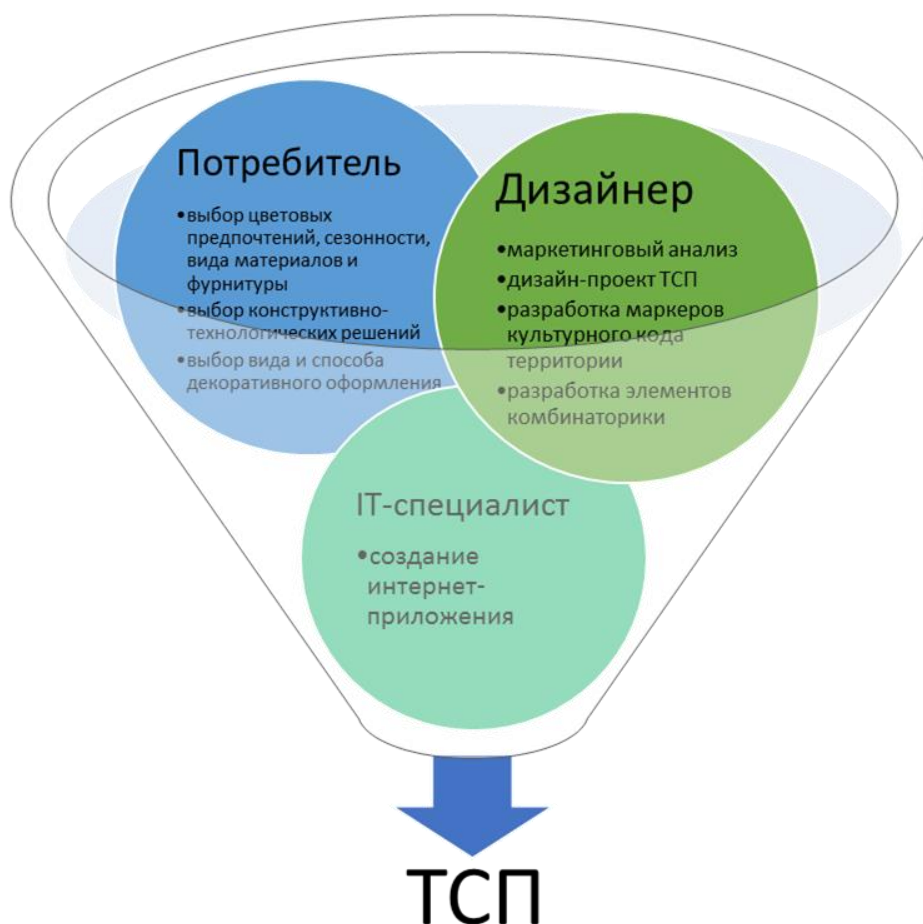 Потребитель
•выбор цветовых
предпочтений, сезонности,
вида материалов и
фурнитуры
•выбор конструктивно-
технологических решений
•выбор вида и способа
декоративного оформления
Дизайнер
•маркетинговый анализ
•дизайн-проект ТСП
•разработка маркеров
культурного кода
территории
•разработка элементов
комбинаторики
IT-специалист
•создание
интернет-
приложения
ТСП